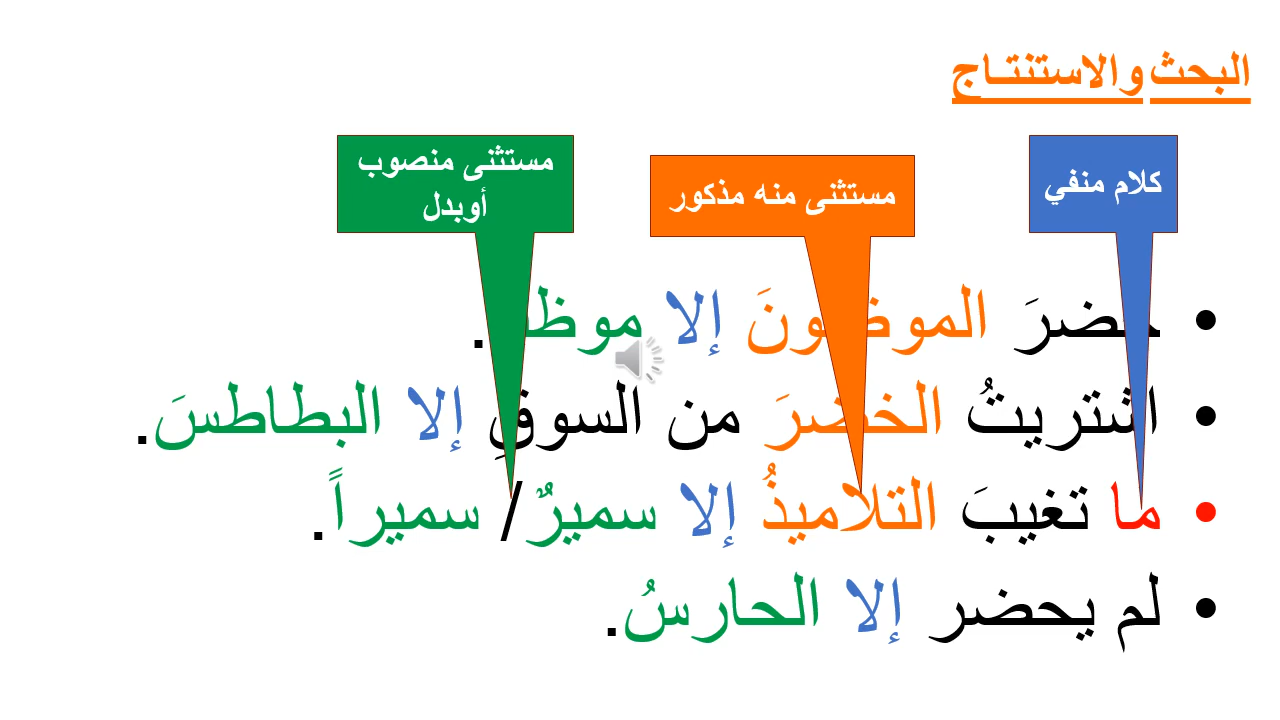 البحث والاستنتاج
كلام منفي
مستثنى منه مذكور
مستثنى منصوب
أوبدل
إلا
اشتريتُ الخضرَ من السوقِ إلا البطاطسَ.
ما تغيبَ التلاميذُ إلا سميرٌ/ سميراً.
لم يحضر إلا الحارسُ.